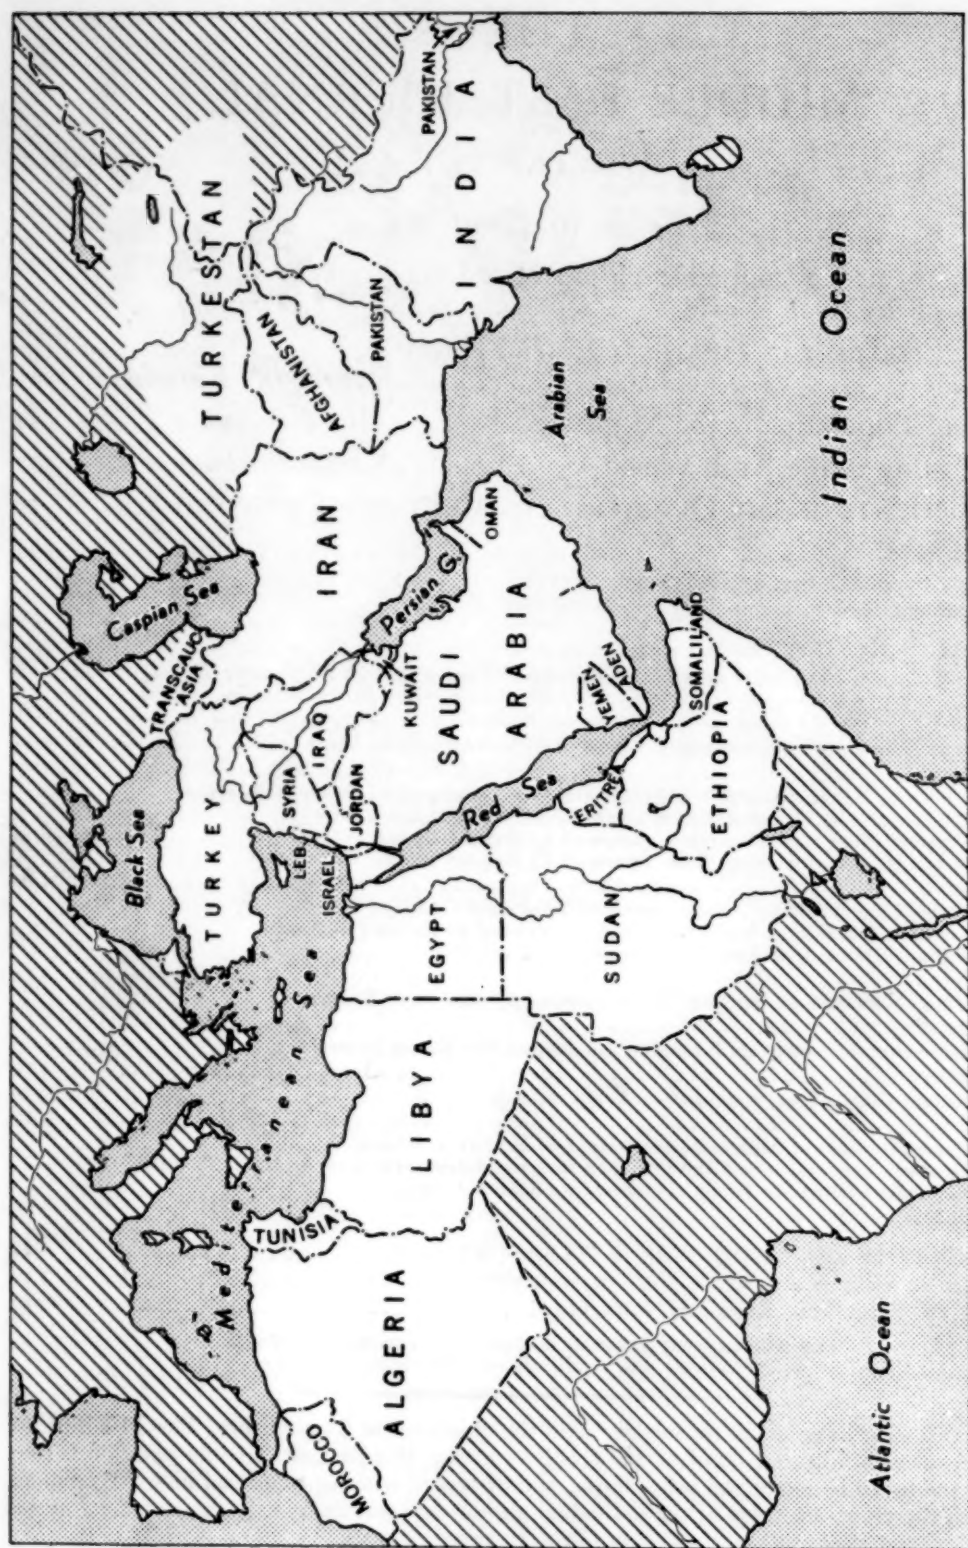 TURKESTAN
PAKISTAN
INDIA
AFGHANISTAN
PAKISTAN
Caspian Sea
TRANSCAUC
ASIA
IRAN
Black Sea
TURKEY
SYRIA
IRAQ
LEB.
ISRAEL
JORDAN
KUWAIT
Persian G.
OMAN
SAUDI
ARABIA
YEMEN
ADEN
Red Sea
Arabian
Sea
Indian Ocean
Mediterranean Sea
MOROCCO
ALGERIA
TUNISIA
LIBYA
EGYPT
SUDAN
ERITREA
ETHIOPIA
SOMALILAND
Atlantic Ocean